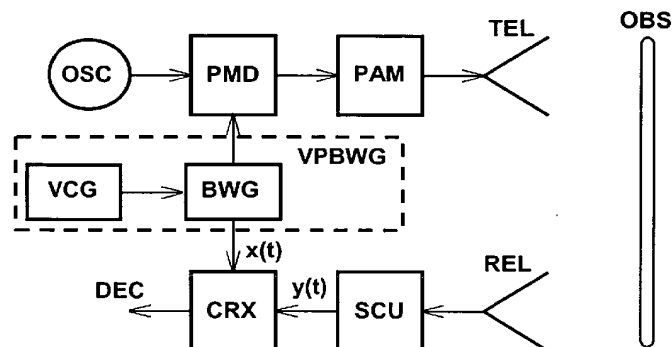 OBS
TEL
OSC
PMD
PAM
VPBWG
VCG
BWG
x(t)
REL
DEC
y(t)
CRX
SCU